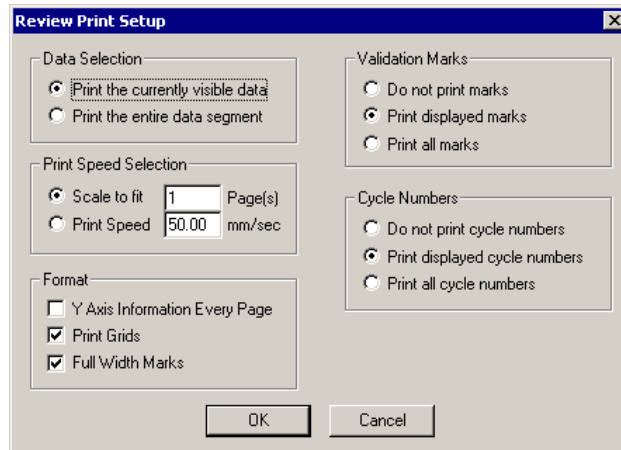 Review Print Setup
Data Selection
Print the currently visible data
Print the entire data segment
Print Speed Selection
Scale to fit 1 Page(s)
Print Speed 50.00 mm/sec
Format
Y Axis Information Every Page
Print Grids
Full Width Marks
Validation Marks
Do not print marks
Print displayed marks
Print all marks
Cycle Numbers
Do not print cycle numbers
Print displayed cycle numbers
Print all cycle numbers
OK Cancel